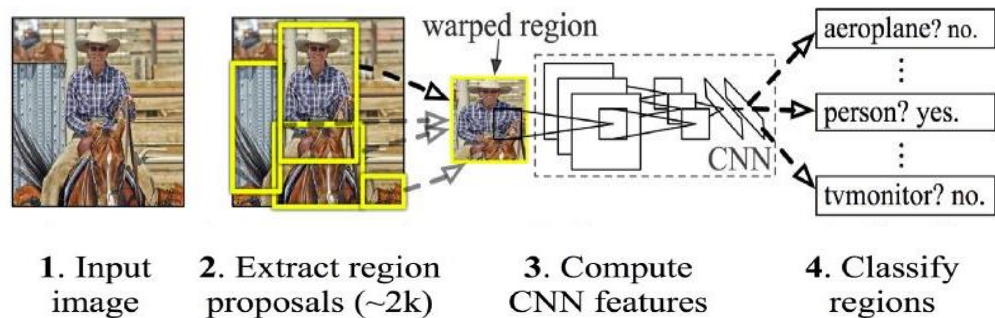 warped region
aeroplane? no.
⋮
person? yes.
⋮
tvmonitor? no.
CNN
1. Input
image
2. Extract region
proposals (~2k)
3. Compute
CNN features
4. Classify
regions